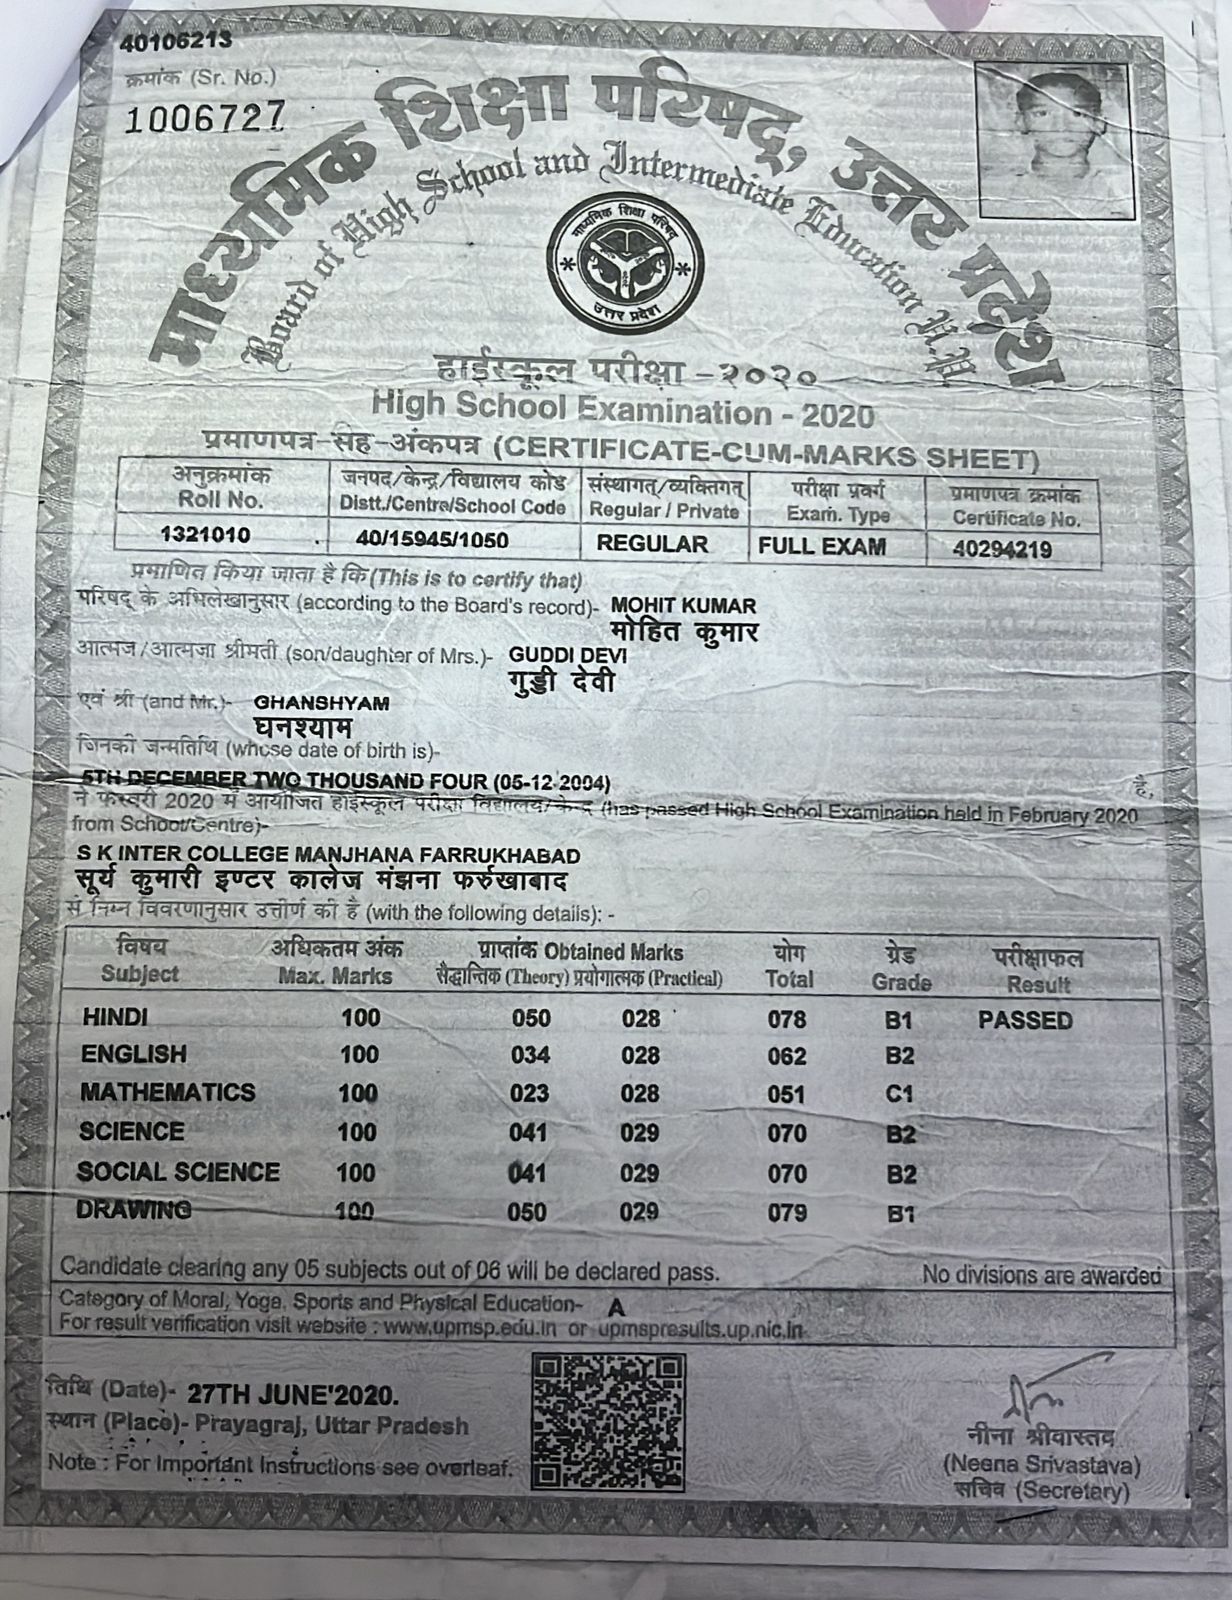 40106213
क्रमांक (Sr. No.)
1006727
माध्यमिक शिक्षा परिषद्, उत्तर प्रदेश
Board of High School and Intermediate Education U.P.
माध्यमिक शिक्षा परिषद्
उत्तर प्रदेश
हाईस्कूल परीक्षा - २०२०
High School Examination - 2020
प्रमाणपत्र-सह-अंकपत्र (CERTIFICATE-CUM-MARKS SHEET)
अनुक्रमांक जनपद/केन्द्र/विद्यालय कोड संस्थागत्/व्यक्तिगत् परीक्षा प्रवर्ग प्रमाणपत्र क्रमांक
Roll No. Distt./Centre/School Code Regular / Private Exam. Type Certificate No.
1321010 40/15945/1050 REGULAR FULL EXAM 40294219
प्रमाणित किया जाता है कि (This is to certify that)
परिषद् के अभिलेखानुसार (according to the Board's record)- MOHIT KUMAR
मोहित कुमार
आत्मज/आत्मजा श्रीमती (son/daughter of Mrs.)- GUDDI DEVI
गुड्डी देवी
एवं श्री (and Mr.)- GHANSHYAM
घनश्याम
जिनकी जन्मतिथि (whose date of birth is)-
5TH DECEMBER TWO THOUSAND FOUR (05-12-2004) है,
ने फरवरी 2020 में आयोजित हाईस्कूल परीक्षा विद्यालय/केन्द्र (has passed High School Examination held in February 2020
from School/Centre)-
S K INTER COLLEGE MANJHANA FARRUKHABAD
सूर्य कुमारी इण्टर कालेज मंझना फर्रुखाबाद
से निम्न विवरणानुसार उत्तीर्ण की है (with the following details): -
विषय अधिकतम अंक प्राप्तांक Obtained Marks योग ग्रेड परीक्षाफल
Subject Max. Marks सैद्धान्तिक (Theory) प्रयोगात्मक (Practical) Total Grade Result
HINDI 100 050 028 078 B1 PASSED
ENGLISH 100 034 028 062 B2
MATHEMATICS 100 023 028 051 C1
SCIENCE 100 041 029 070 B2
SOCIAL SCIENCE 100 041 029 070 B2
DRAWING 100 050 029 079 B1
Candidate clearing any 05 subjects out of 06 will be declared pass. No divisions are awarded
Category of Moral, Yoga, Sports and Physical Education- A
For result verification visit website : www.upmsp.edu.in or upmspresults.up.nic.in
तिथि (Date)- 27TH JUNE'2020.
स्थान (Place)- Prayagraj, Uttar Pradesh
Note : For Important Instructions see overleaf.
नीना श्रीवास्तव
(Neena Srivastava)
सचिव (Secretary)